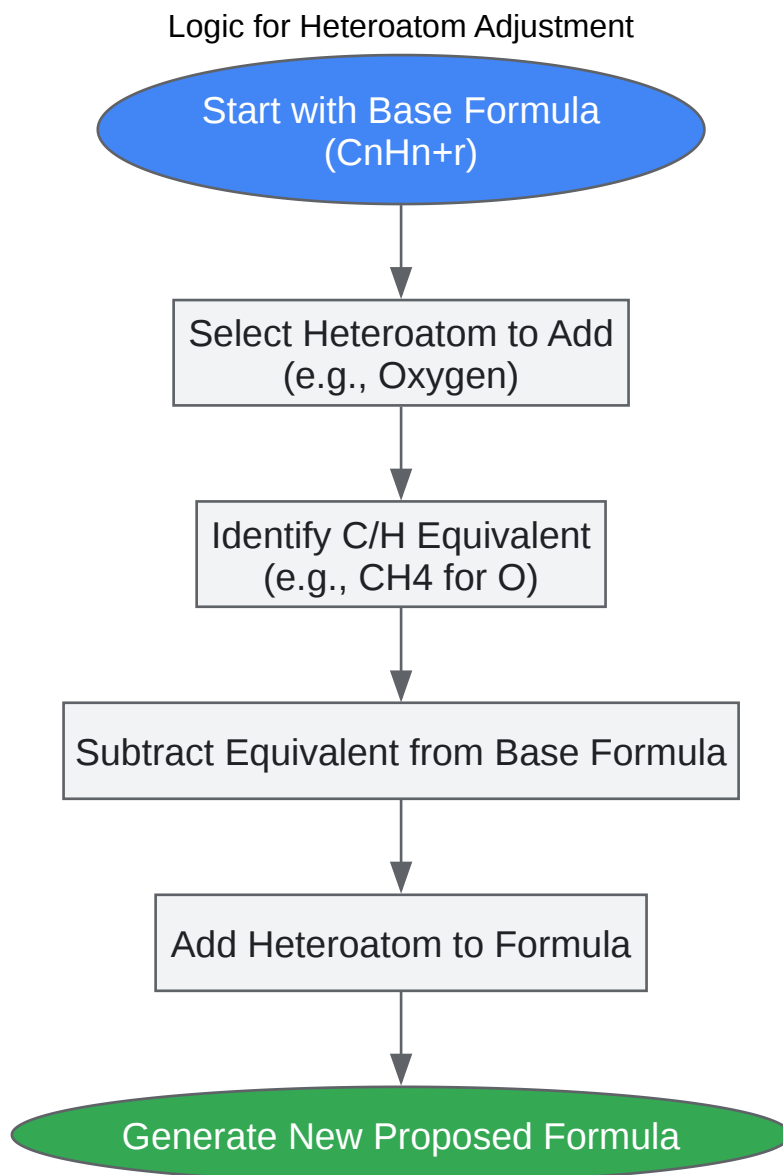 Logic for Heteroatom Adjustment
Start with Base Formula
(CnHn+r)
Select Heteroatom to Add
(e.g., Oxygen)
Identify C/H Equivalent
(e.g., CH4 for O)
Subtract Equivalent from Base Formula
Add Heteroatom to Formula
Generate New Proposed Formula